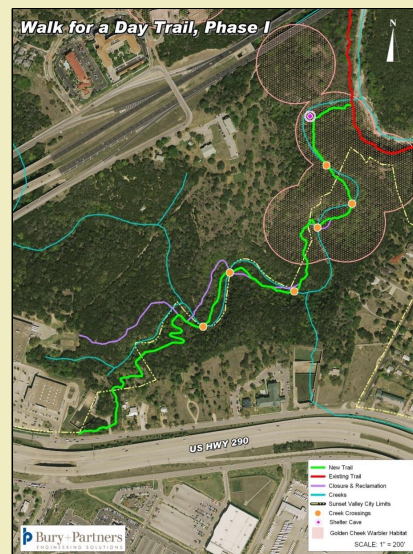 Walk for a Day Trail, Phase I
N
US HWY 290
New Trail
Existing Trail
Closure & Reclamation
Creeks
Sunset Valley City Limits
Creek Crossings
Shelter Cave
Golden Cheek Warbler Habitat
SCALE: 1" = 200'
Bury+Partners
ENGINEERING SOLUTIONS